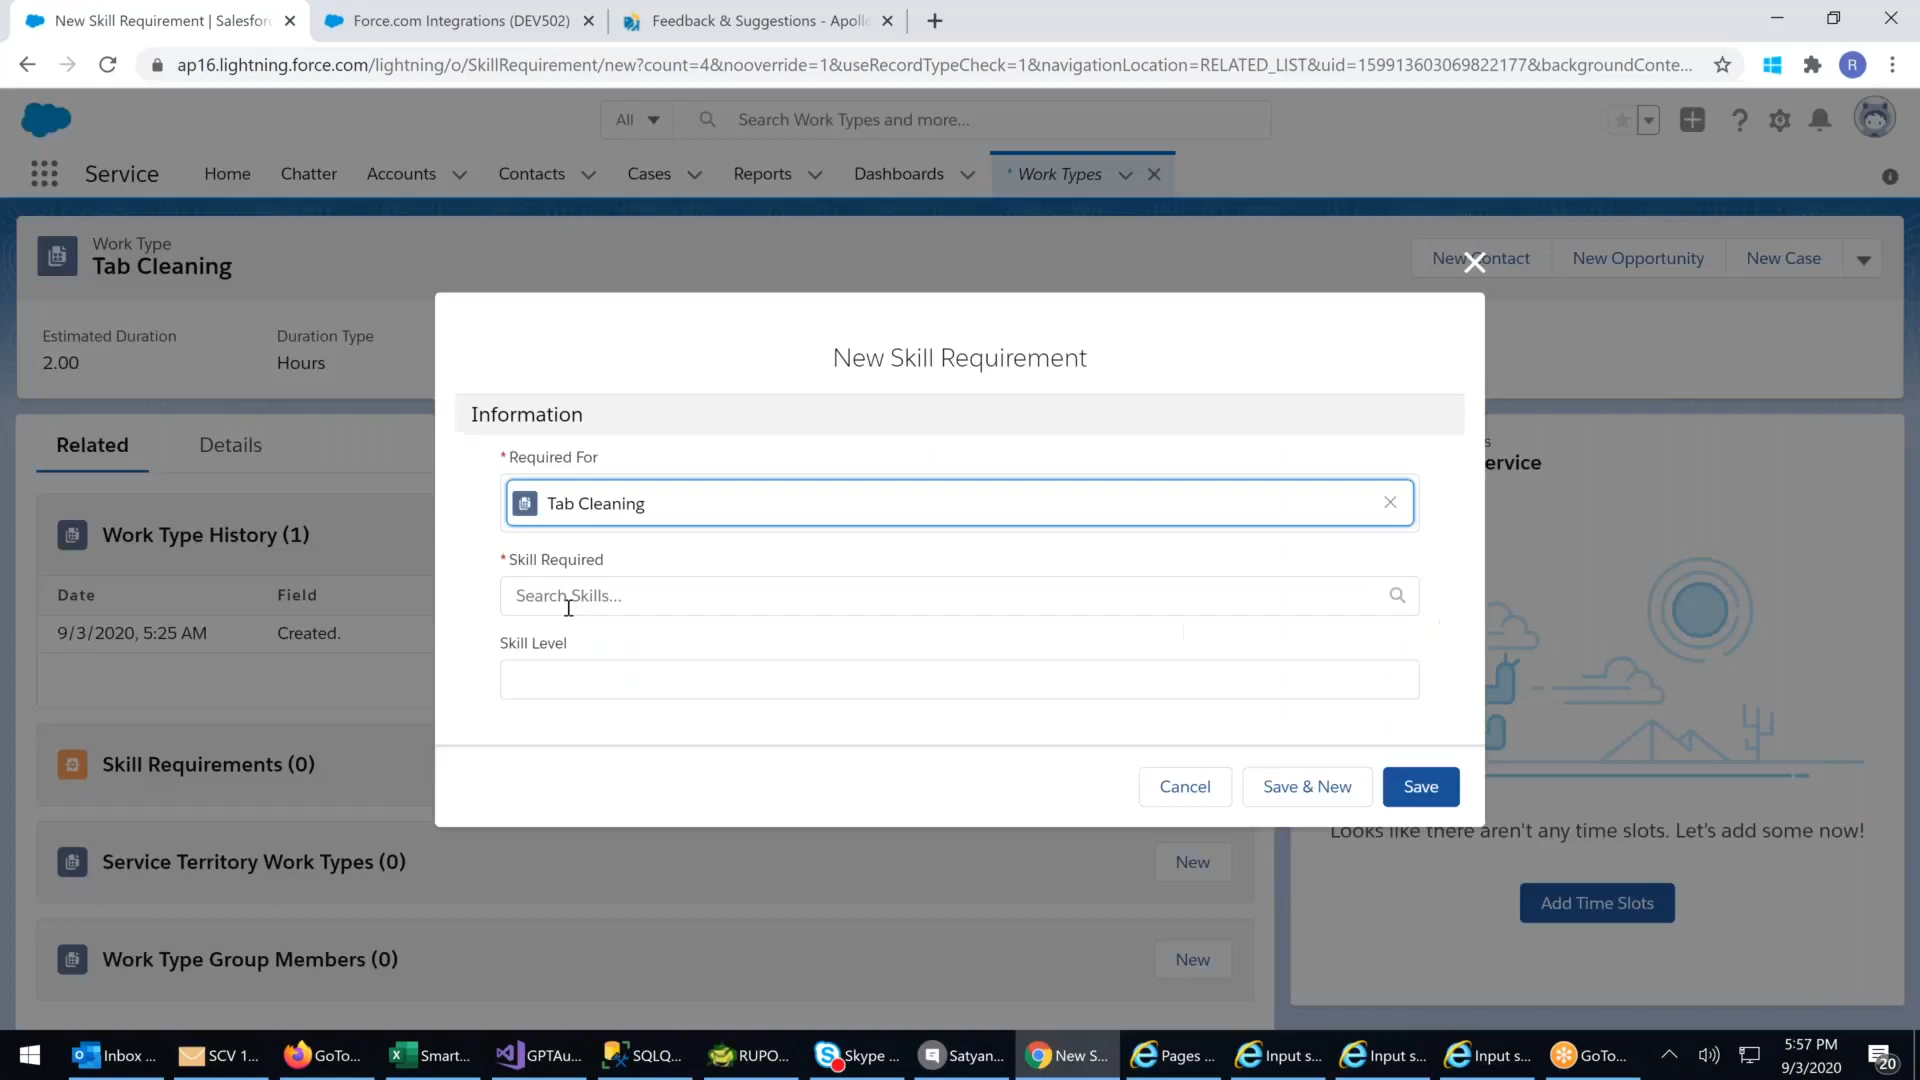 New Skill Requirement | Salesforc
Force.com Integrations (DEV502)
Feedback & Suggestions - Apoll
ap16.lightning.force.com/lightning/o/SkillRequirement/new?count=4&nooverride=1&useRecordTypeCheck=1&navigationLocation=RELATED_LIST&uid=159913603069822177&backgroundConte...
R
All
Search Work Types and more...
Service
Home
Chatter
Accounts
Contacts
Cases
Reports
Dashboards
* Work Types
Work Type
Tab Cleaning
New Contact
New Opportunity
New Case
Estimated Duration
2.00
Duration Type
Hours
New Skill Requirement
Information
* Required For
Tab Cleaning
* Skill Required
Search Skills...
Skill Level
Cancel
Save & New
Save
Related
Details
Work Type History (1)
Date
Field
9/3/2020, 5:25 AM
Created.
Skill Requirements (0)
Service Territory Work Types (0)
New
Work Type Group Members (0)
New
s
ervice
Looks like there aren't any time slots. Let's add some now!
Add Time Slots
Inbox ...
SCV 1...
GoTo...
Smart...
GPTAu...
SQLQ...
RUPO...
Skype ...
Satyan...
New S...
Pages ...
Input s...
Input s...
Input s...
GoTo...
5:57 PM
9/3/2020
20